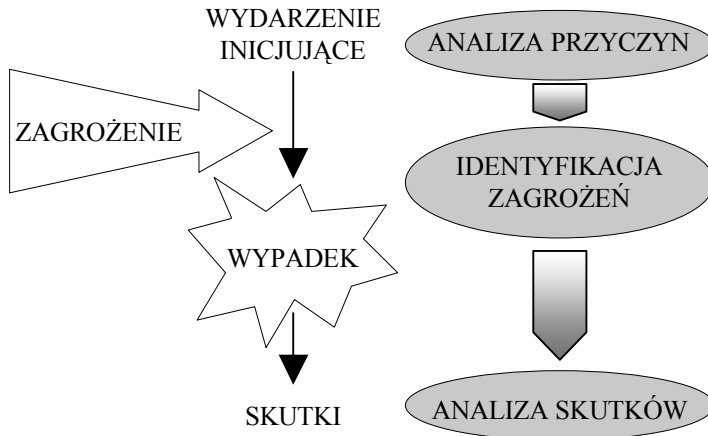 WYDARZENIE
INICJUJĄCE
ZAGROŻENIE
WYPADEK
SKUTKI
ANALIZA PRZYCZYN
IDENTYFIKACJA
ZAGROŻEŃ
ANALIZA SKUTKÓW